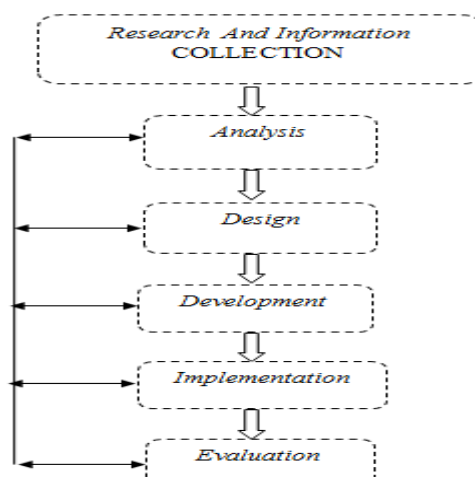 Research And Information
COLLECTION
Analysis
Design
Development
Implementation
Evaluation